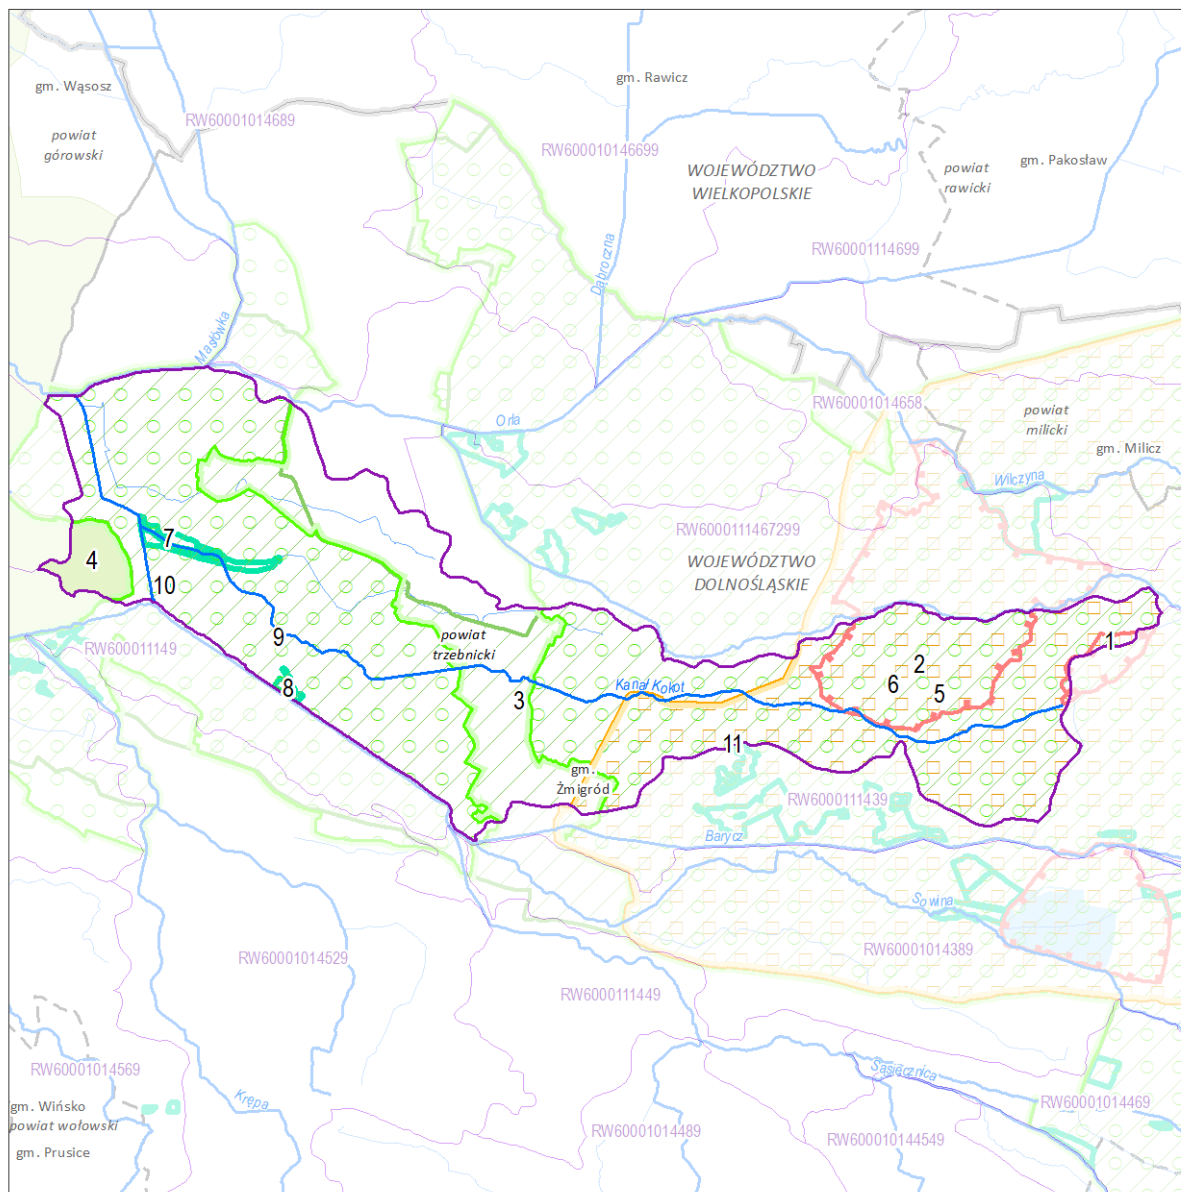 gm. Wąsosz
gm. Rawicz
RW60001014689
powiat
górowski
RW600010146699
WOJEWÓDZTWO
WIELKOPOLSKIE
powiat
rawicki
gm. Pakosław
Dąbroczna
RW60001114699
Masłówka
RW60001014658
powiat
milicki
gm. Milicz
Orla
Wilczyna
RW6000111467299
WOJEWÓDZTWO
DOLNOŚLĄSKIE
7
4
10
9
powiat
trzebnicki
RW600011149
8
1
2
6
5
3
Kanał Kokot
11
gm.
Żmigród
RW6000111439
Barycz
Sowina
RW60001014529
RW60001014389
RW6000111449
RW60001014569
Krępa
Sąsiecznica
gm. Wińsko
powiat wołowski
gm. Prusice
RW60001014489
RW600010144549
RW60001014469